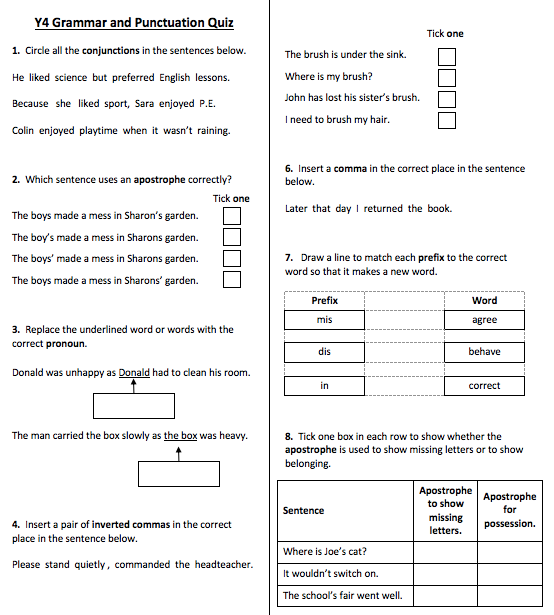 Y4 Grammar and Punctuation Quiz
1. Circle all the conjunctions in the sentences below.
He liked science but preferred English lessons.
Because she liked sport, Sara enjoyed P.E.
Colin enjoyed playtime when it wasn't raining.
2. Which sentence uses an apostrophe correctly?
Tick one
The boys made a mess in Sharon's garden.
The boy's made a mess in Sharons garden.
The boys' made a mess in Sharons garden.
The boys made a mess in Sharons' garden.
3. Replace the underlined word or words with the
correct pronoun.
Donald was unhappy as Donald had to clean his room.
The man carried the box slowly as the box was heavy.
4. Insert a pair of inverted commas in the correct
place in the sentence below.
Please stand quietly , commanded the headteacher.
Tick one
The brush is under the sink.
Where is my brush?
John has lost his sister's brush.
I need to brush my hair.
6. Insert a comma in the correct place in the sentence
below.
Later that day I returned the book.
7. Draw a line to match each prefix to the correct
word so that it makes a new word.
Prefix Word
mis agree
dis behave
in correct
8. Tick one box in each row to show whether the
apostrophe is used to show missing letters or to show
belonging.
Sentence
Apostrophe
to show
missing
letters.
Apostrophe
for
possession.
Where is Joe's cat?
It wouldn't switch on.
The school's fair went well.